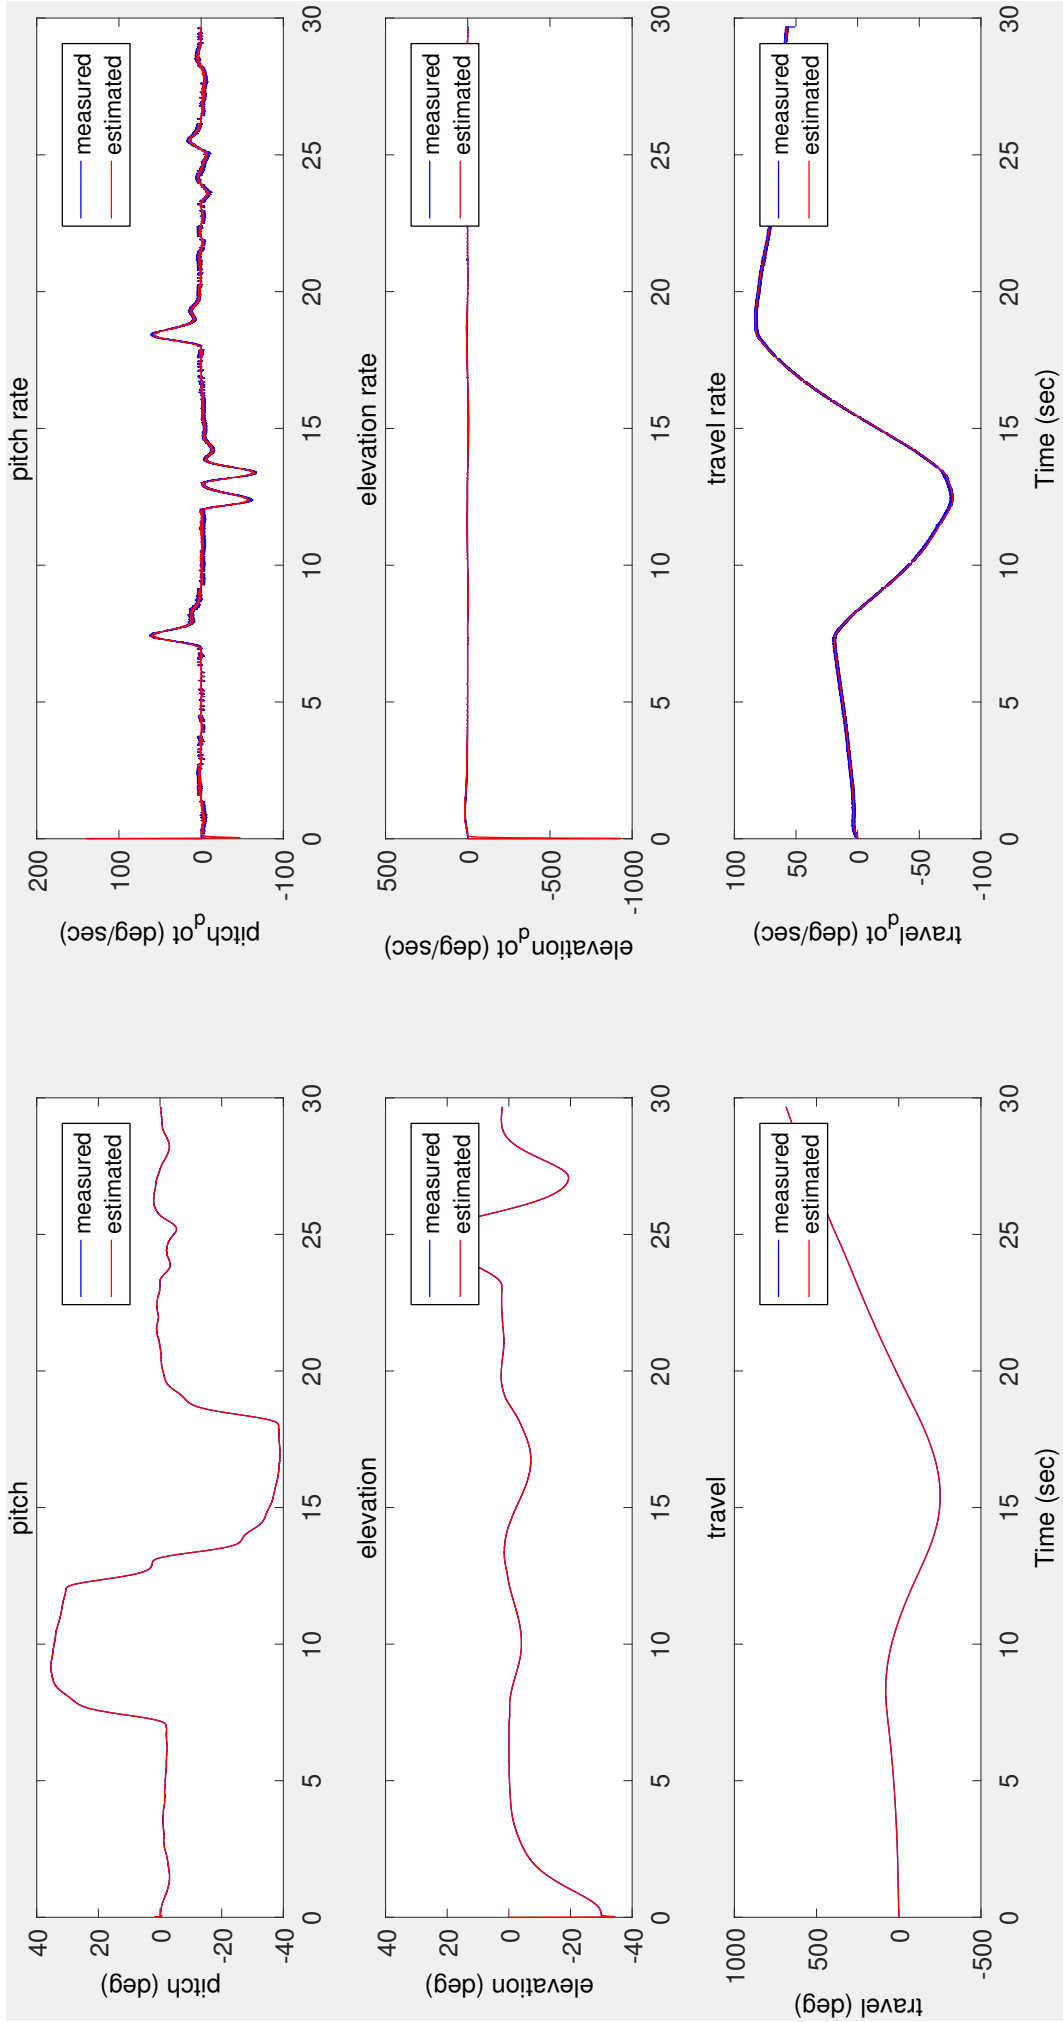 pitch
pitch (deg)
40
20
0
-20
-40
0
5
10
15
20
25
30
measured
estimated
pitch rate
pitch_dot (deg/sec)
200
100
0
-100
0
5
10
15
20
25
30
measured
estimated
elevation
elevation (deg)
40
20
0
-20
-40
0
5
10
15
20
25
30
measured
estimated
elevation rate
elevation_dot (deg/sec)
500
0
-500
-1000
0
5
10
15
20
25
30
measured
estimated
travel
travel (deg)
1000
500
0
-500
0
5
10
15
20
25
30
Time (sec)
measured
estimated
travel rate
travel_dot (deg/sec)
100
50
0
-50
-100
0
5
10
15
20
25
30
Time (sec)
measured
estimated